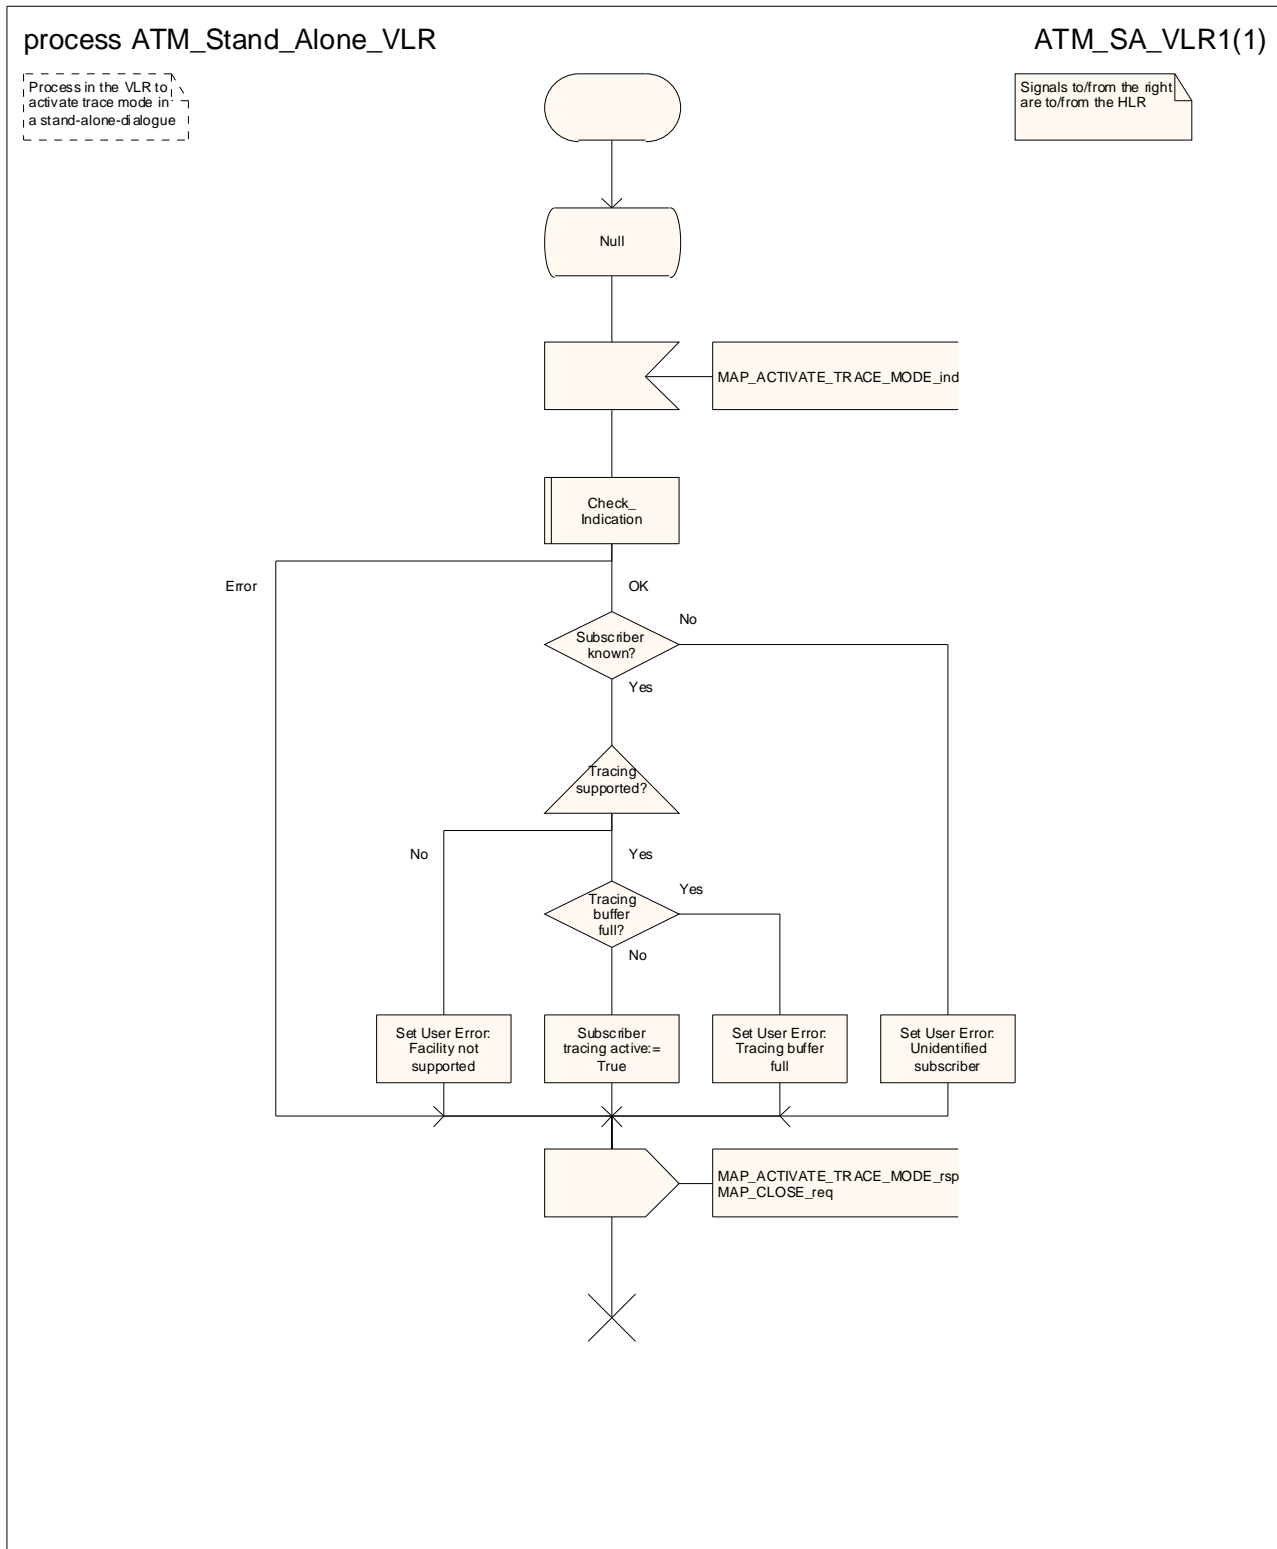 process ATM_Stand_Alone_VLR
ATM_SA_VLR1(1)
Process in the VLR to
activate trace mode in
a stand-alone-dialogue
Signals to/from the right
are to/from the HLR
Null
MAP_ACTIVATE_TRACE_MODE_ind
Check_
Indication
Error
OK
No
Subscriber
known?
Yes
Tracing
supported?
No
Yes
Yes
Tracing
buffer
full?
No
Set User Error:
Facility not
supported
Subscriber
tracing active:=
True
Set User Error:
Tracing buffer
full
Set User Error:
Unidentified
subscriber
MAP_ACTIVATE_TRACE_MODE_rsp
MAP_CLOSE_req